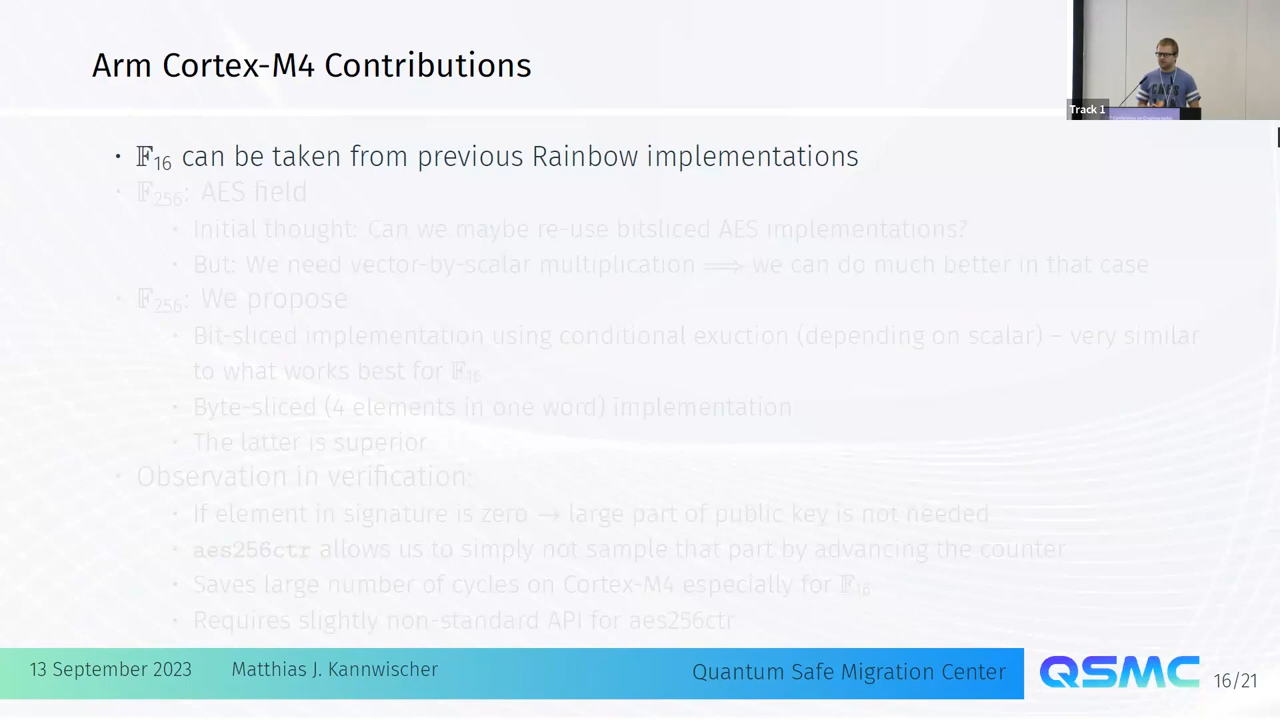 Arm Cortex-M4 Contributions
Track 1
· 𝔽₁₆ can be taken from previous Rainbow implementations
· 𝔽₂₅₆: AES field
· Initial thought: Can we maybe re-use bitsliced AES implementations?
· But: We need vector-by-scalar multiplication ⟹ we can do much better in that case
· 𝔽₂₅₆: We propose
· Bit-sliced implementation using conditional exuction (depending on scalar) – very similar
to what works best for 𝔽₁₆
· Byte-sliced (4 elements in one word) implementation
· The latter is superior
· Observation in verification:
· If element in signature is zero → large part of public key is not needed
· aes256ctr allows us to simply not sample that part by advancing the counter
· Saves large number of cycles on Cortex-M4 especially for 𝔽₁₆
· Requires slightly non-standard API for aes256ctr
13 September 2023 Matthias J. Kannwischer Quantum Safe Migration Center QSMC 16/21